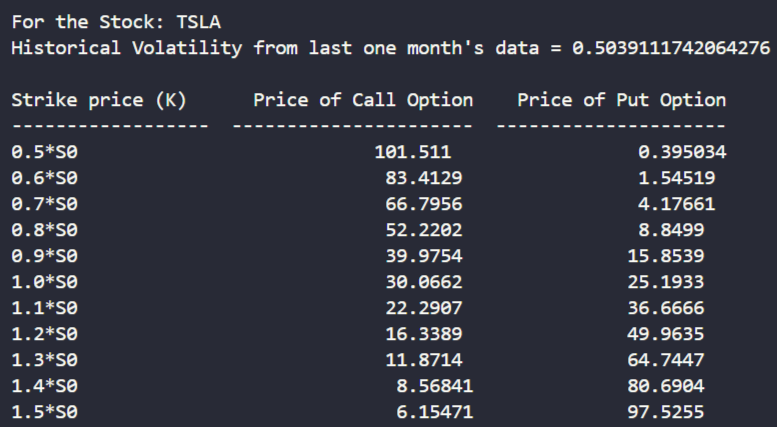 For the Stock: TSLA
Historical Volatility from last one month's data = 0.5039111742064276
Strike price (K) Price of Call Option Price of Put Option
------------------ ---------------------- ---------------------
0.5*S0 101.511 0.395034
0.6*S0 83.4129 1.54519
0.7*S0 66.7956 4.17661
0.8*S0 52.2202 8.8499
0.9*S0 39.9754 15.8539
1.0*S0 30.0662 25.1933
1.1*S0 22.2907 36.6666
1.2*S0 16.3389 49.9635
1.3*S0 11.8714 64.7447
1.4*S0 8.56841 80.6904
1.5*S0 6.15471 97.5255